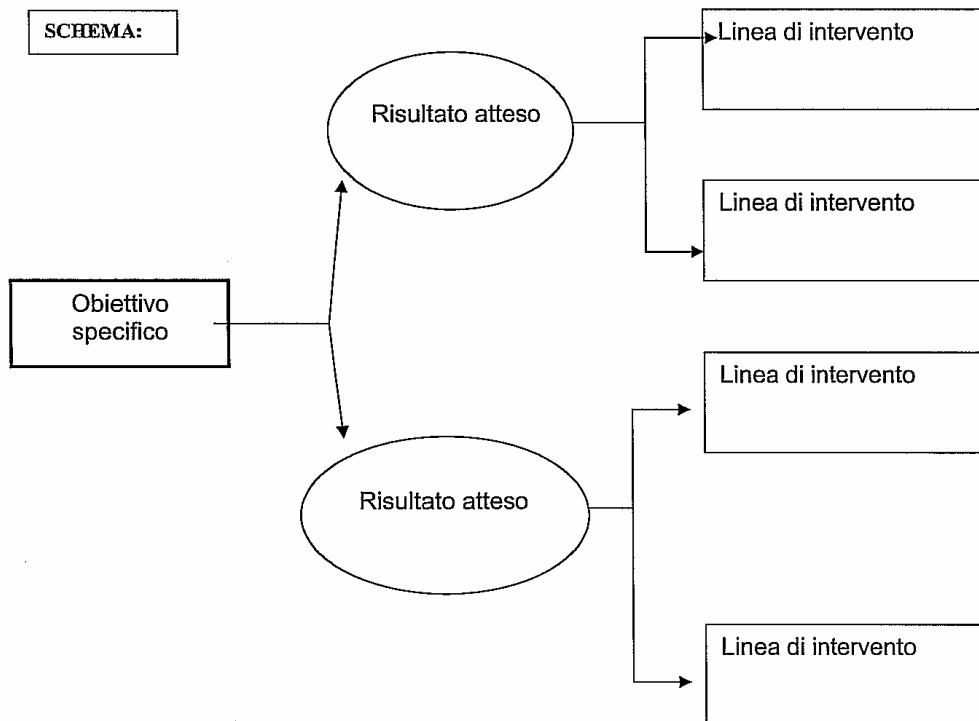 SCHEMA:
Linea di intervento
Risultato atteso
Linea di intervento
Obiettivo
specifico
Linea di intervento
Risultato atteso
Linea di intervento